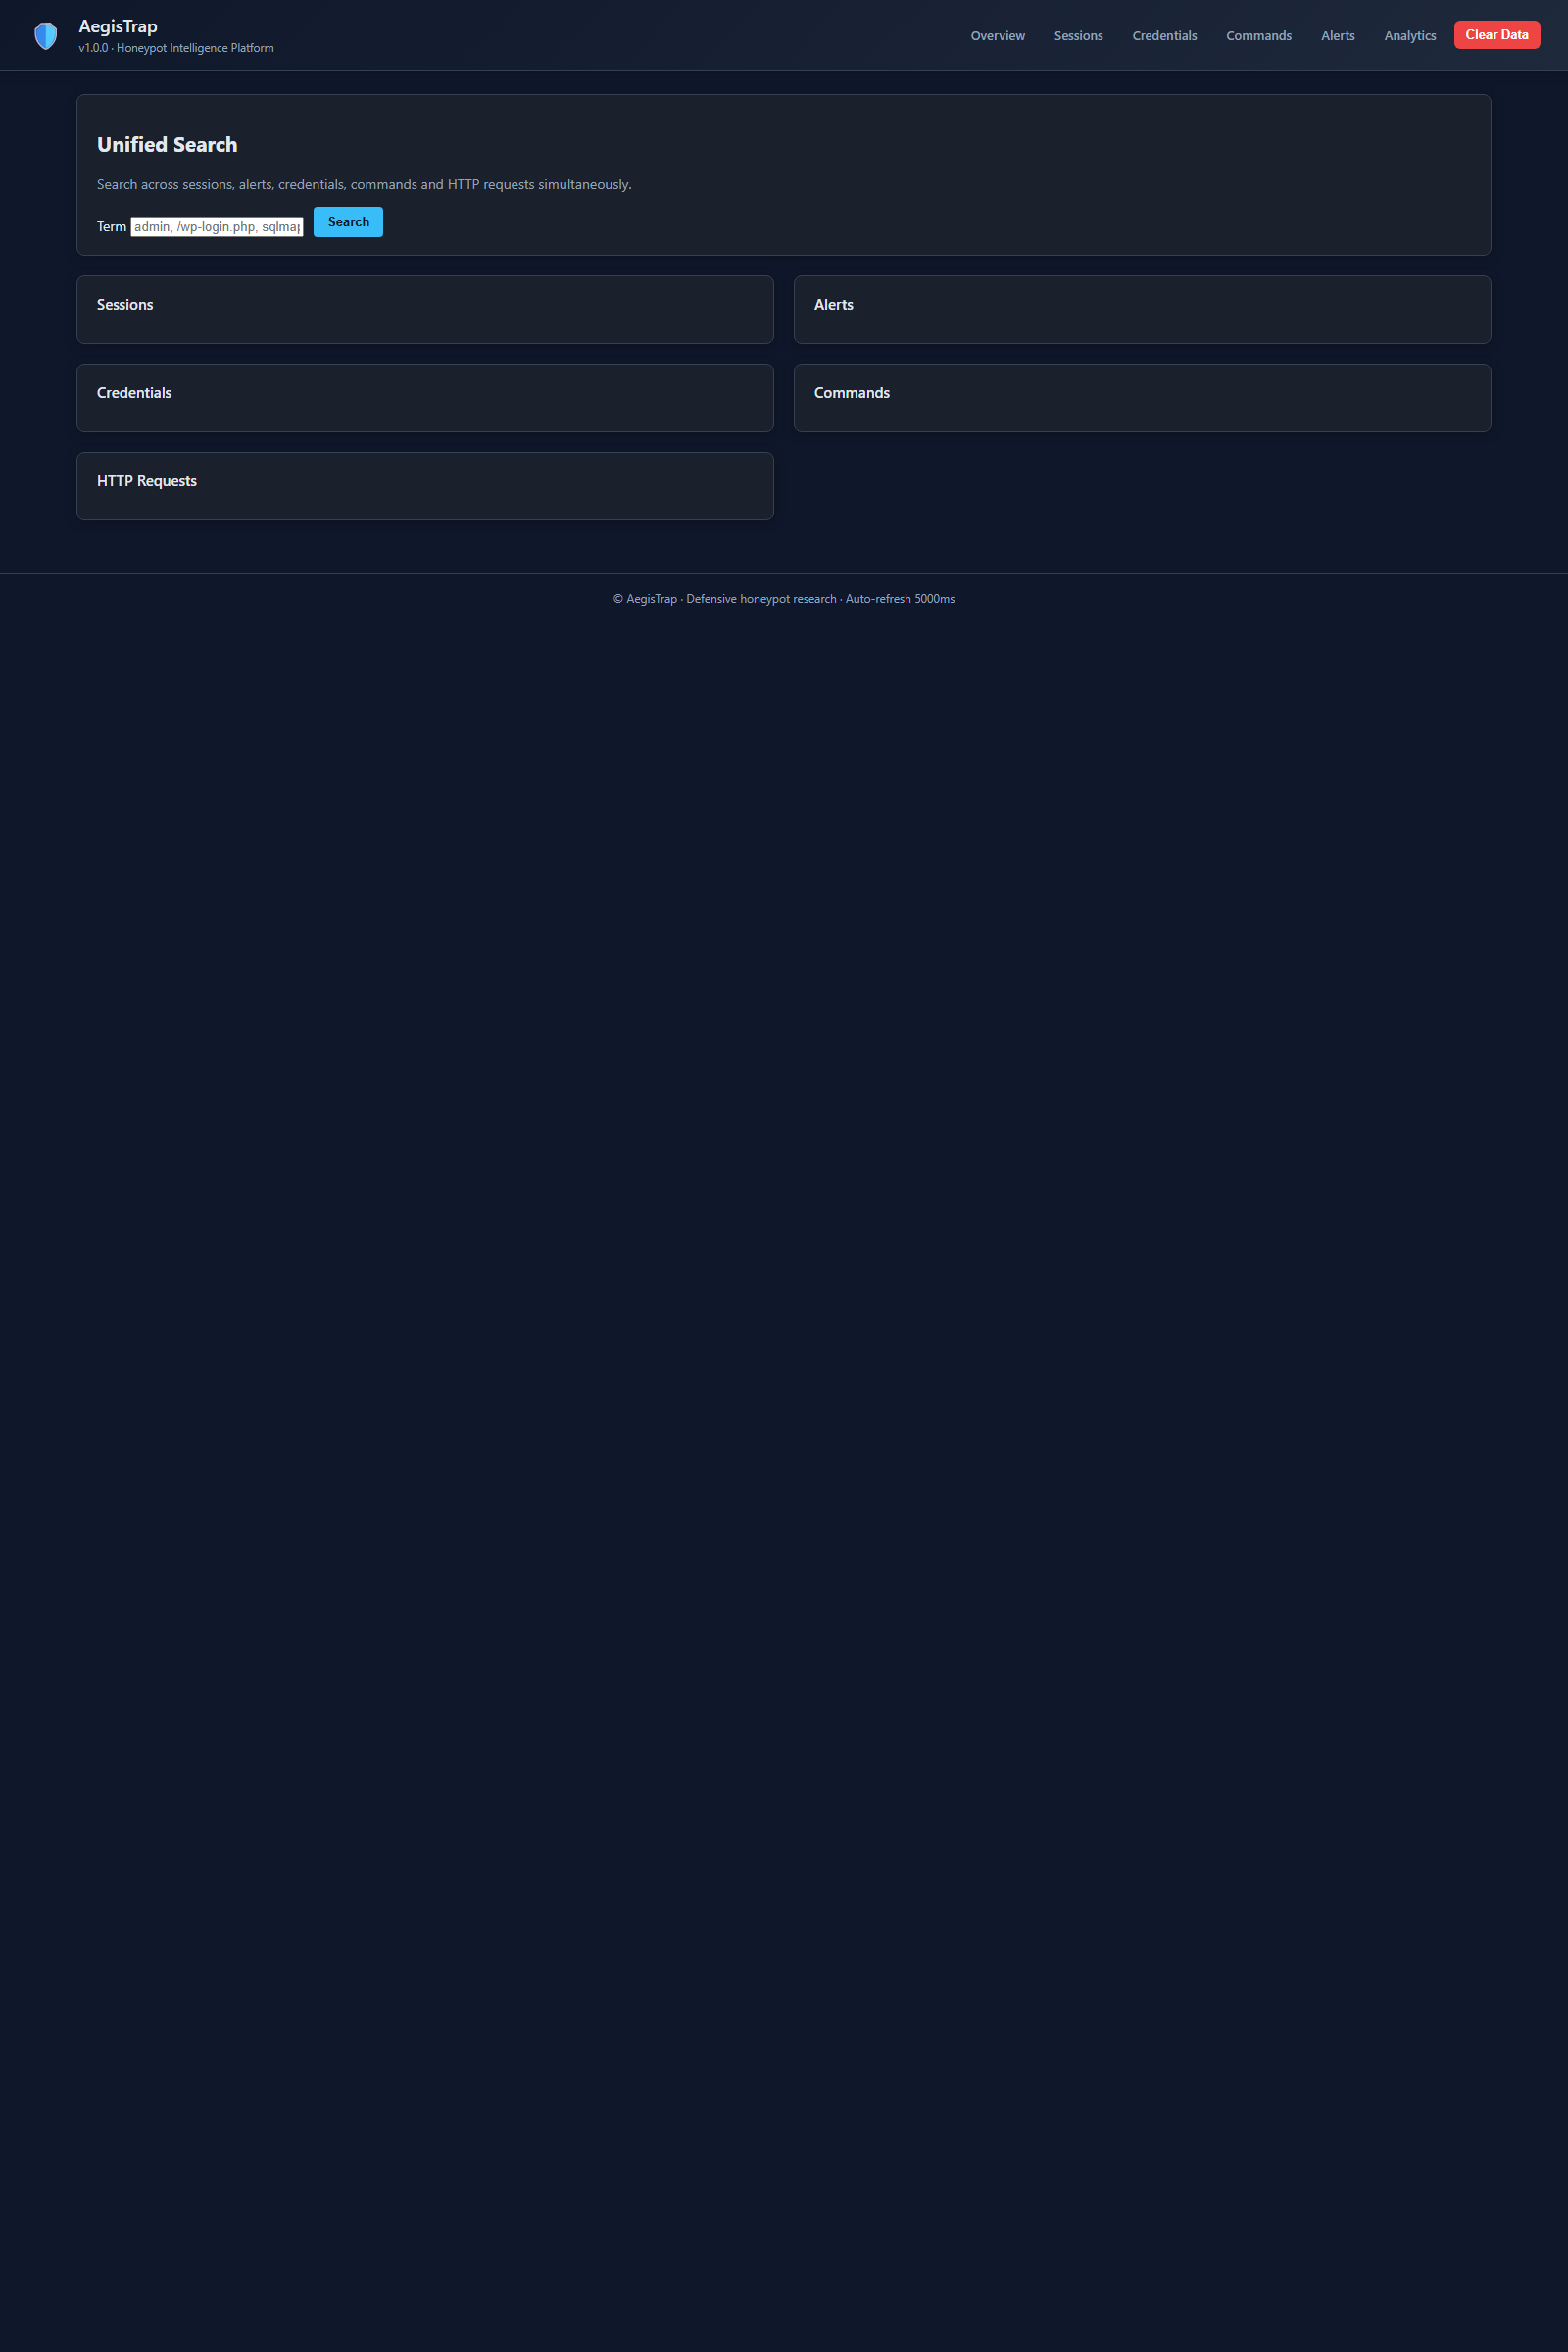 AegisTrap
v1.0.0 · Honeypot Intelligence Platform
Overview Sessions Credentials Commands Alerts Analytics Clear Data
Unified Search
Search across sessions, alerts, credentials, commands and HTTP requests simultaneously.
Term admin, /wp-login.php, sqlmap Search
Sessions
Alerts
Credentials
Commands
HTTP Requests
© AegisTrap · Defensive honeypot research · Auto-refresh 5000ms